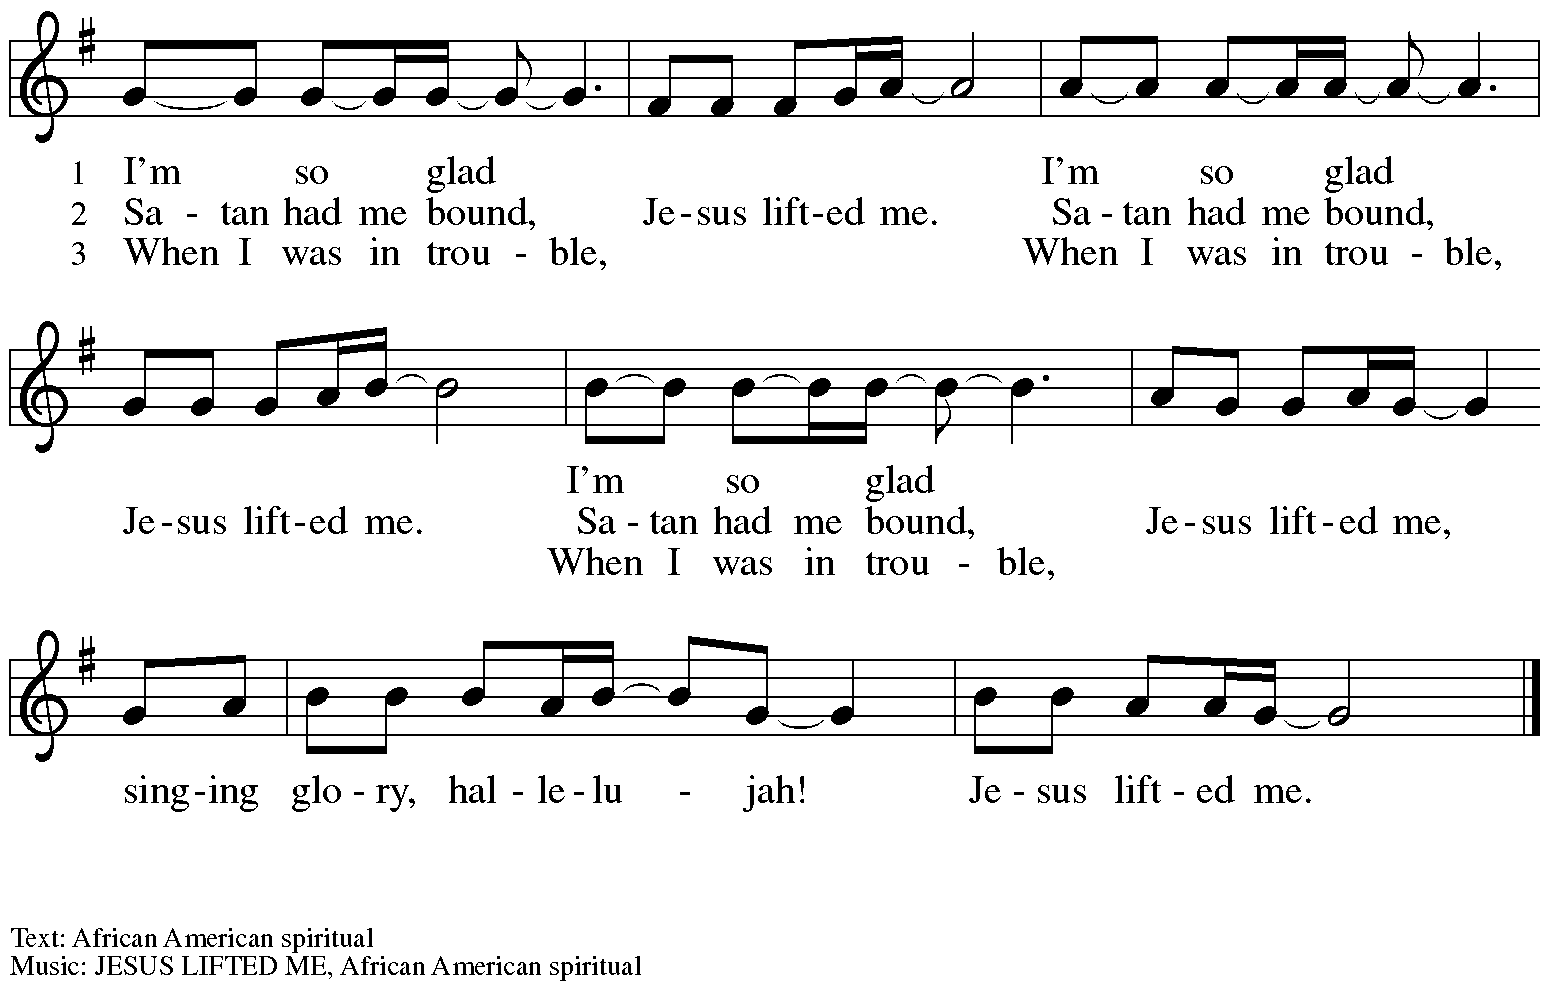 1 I'm so glad I'm so glad
2 Sa - tan had me bound, Je - sus lift - ed me. Sa - tan had me bound,
3 When I was in trou - ble, When I was in trou - ble,
I'm so glad
Je - sus lift - ed me. Sa - tan had me bound, Je - sus lift - ed me,
When I was in trou - ble,
sing - ing glo - ry, hal - le - lu - jah! Je - sus lift - ed me.
Text: African American spiritual
Music: JESUS LIFTED ME, African American spiritual